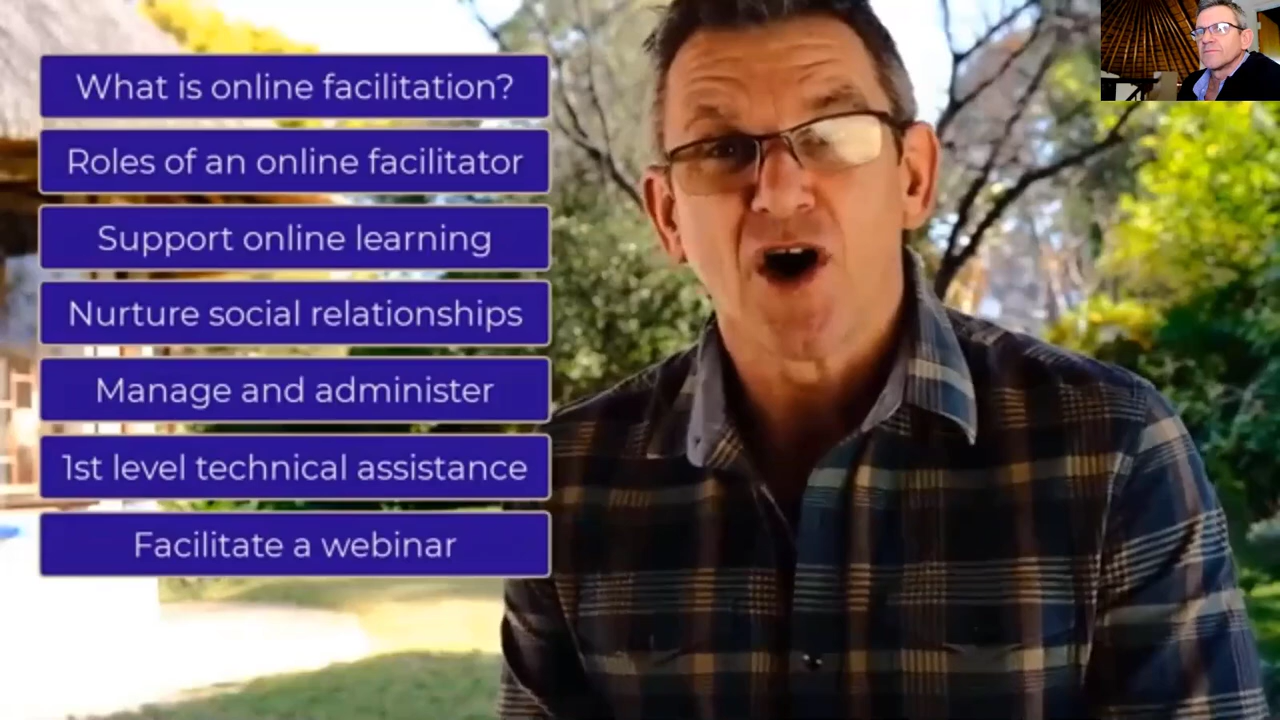 What is online facilitation?
Roles of an online facilitator
Support online learning
Nurture social relationships
Manage and administer
1st level technical assistance
Facilitate a webinar